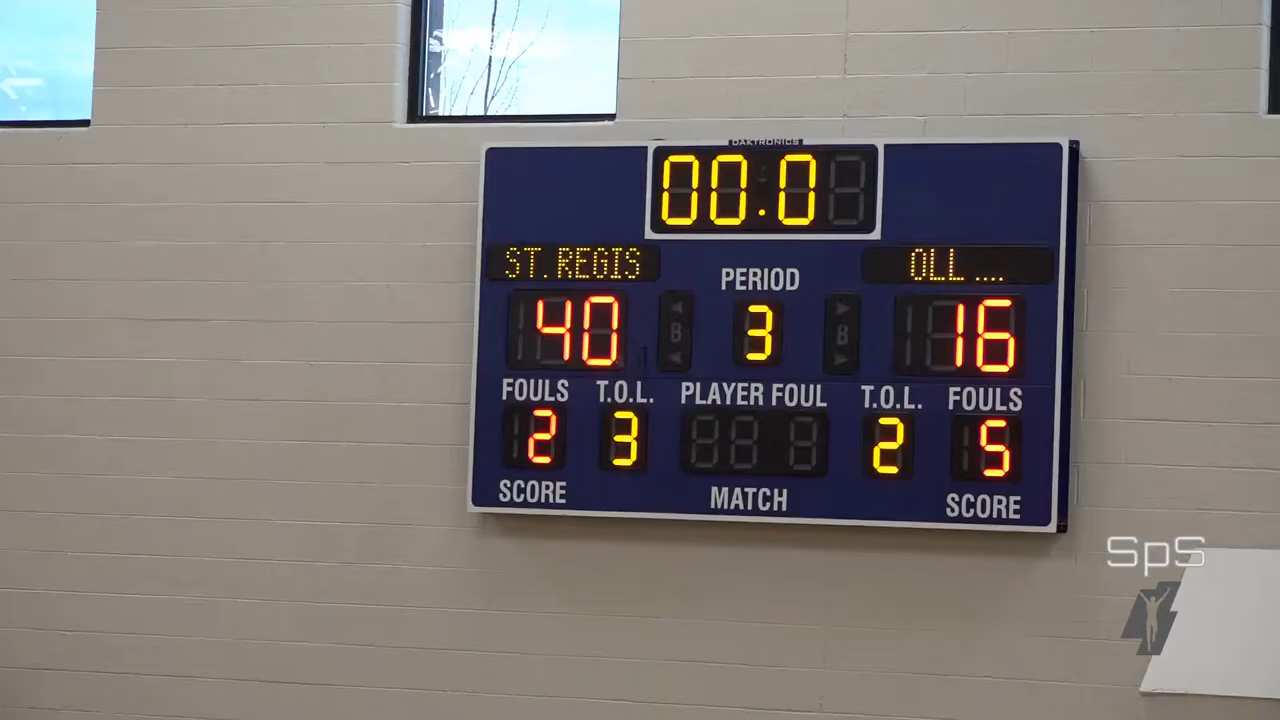 DAKTRONICS
00.0
ST.REGIS
OLL ....
PERIOD
40
B
3
B
16
FOULS T.O.L. PLAYER FOUL T.O.L. FOULS
2 3 2 5
SCORE MATCH SCORE
SpS